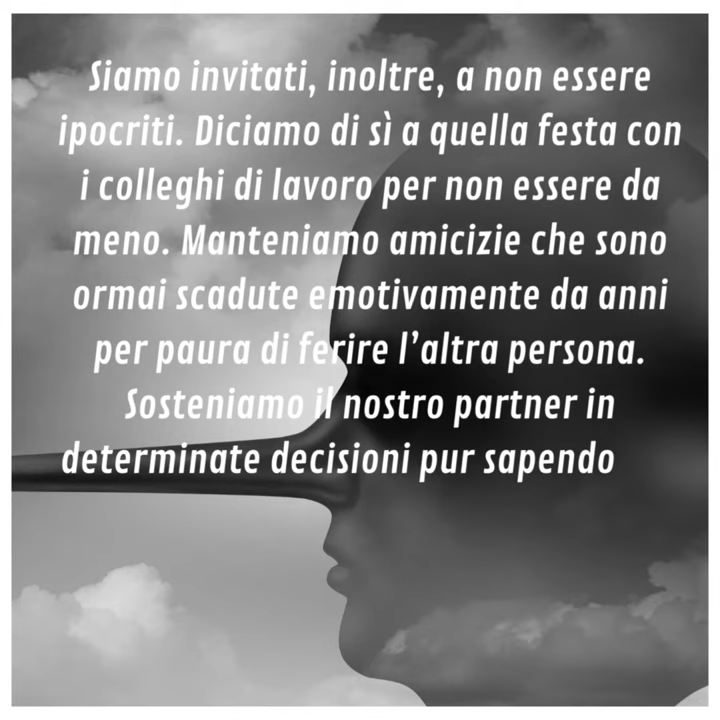 Siamo invitati, inoltre, a non essere
ipocriti. Diciamo di sì a quella festa con
i colleghi di lavoro per non essere da
meno. Manteniamo amicizie che sono
ormai scadute emotivamente da anni
per paura di ferire l’altra persona.
Sosteniamo il nostro partner in
determinate decisioni pur sapendo